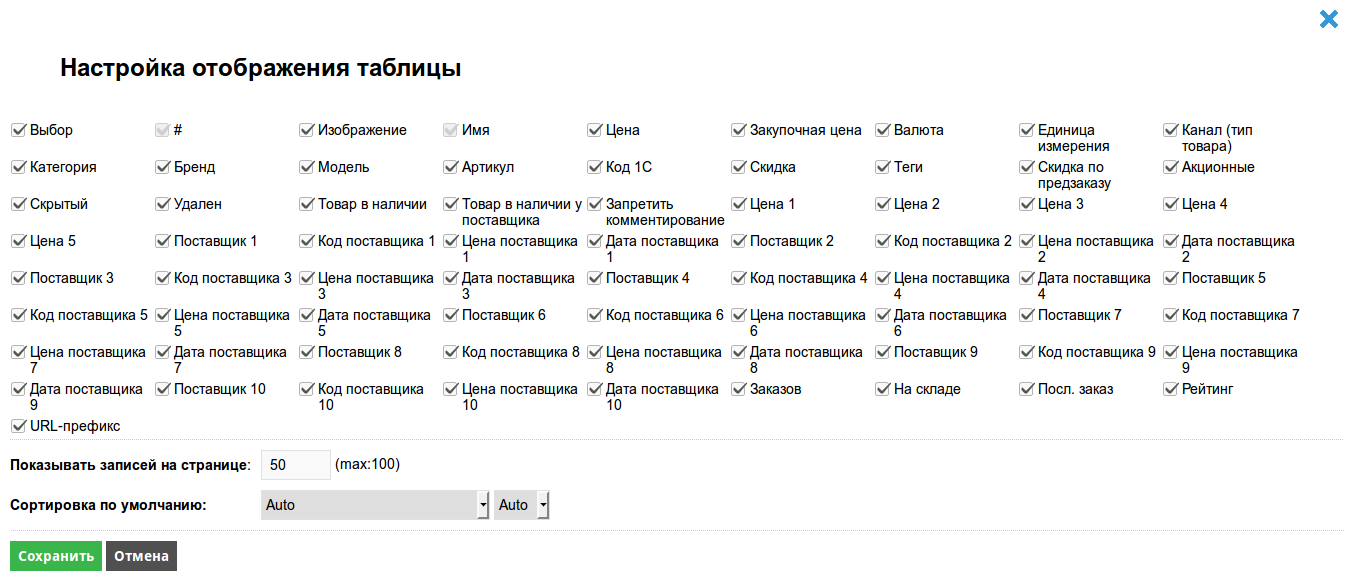 Настройка отображения таблицы
Выбор # Изображение Имя Цена Закупочная цена Валюта Единица измерения Канал (тип товара)
Категория Бренд Модель Артикул Код 1С Скидка Теги Скидка по предзаказу Акционные
Скрытый Удален Товар в наличии Товар в наличии у поставщика Запретить комментирование Цена 1 Цена 2 Цена 3 Цена 4
Цена 5 Поставщик 1 Код поставщика 1 Цена поставщика 1 Дата поставщика 1 Поставщик 2 Код поставщика 2 Цена поставщика 2 Дата поставщика 2
Поставщик 3 Код поставщика 3 Цена поставщика 3 Дата поставщика 3 Поставщик 4 Код поставщика 4 Цена поставщика 4 Дата поставщика 4 Поставщик 5
Код поставщика 5 Цена поставщика 5 Дата поставщика 5 Поставщик 6 Код поставщика 6 Цена поставщика 6 Дата поставщика 6 Поставщик 7 Код поставщика 7
Цена поставщика 7 Дата поставщика 7 Поставщик 8 Код поставщика 8 Цена поставщика 8 Дата поставщика 8 Поставщик 9 Код поставщика 9 Цена поставщика 9
Дата поставщика 9 Поставщик 10 Код поставщика 10 Цена поставщика 10 Дата поставщика 10 Заказов На складе Посл. заказ Рейтинг
URL-префикс
Показывать записей на странице: 50 (max:100)
Сортировка по умолчанию: Auto Auto
Сохранить Отмена